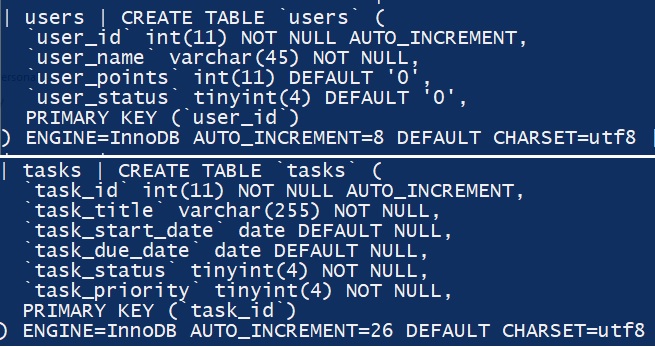 | users | CREATE TABLE `users` (
`user_id` int(11) NOT NULL AUTO_INCREMENT,
`user_name` varchar(45) NOT NULL,
`user_points` int(11) DEFAULT '0',
`user_status` tinyint(4) DEFAULT '0',
PRIMARY KEY (`user_id`)
) ENGINE=InnoDB AUTO_INCREMENT=8 DEFAULT CHARSET=utf8 |
| tasks | CREATE TABLE `tasks` (
`task_id` int(11) NOT NULL AUTO_INCREMENT,
`task_title` varchar(255) NOT NULL,
`task_start_date` date DEFAULT NULL,
`task_due_date` date DEFAULT NULL,
`task_status` tinyint(4) NOT NULL,
`task_priority` tinyint(4) NOT NULL,
PRIMARY KEY (`task_id`)
) ENGINE=InnoDB AUTO_INCREMENT=26 DEFAULT CHARSET=utf8